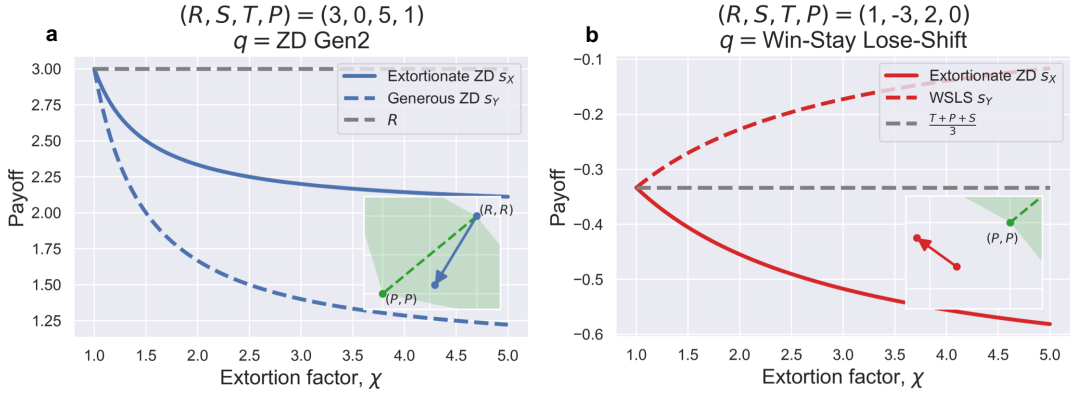 a
(R, S, T, P) = (3, 0, 5, 1)
q = ZD Gen2
Extortionate ZD s_X
Generous ZD s_Y
R
Payoff
3.00
2.75
2.50
2.25
2.00
1.75
1.50
1.25
(R, R)
(P, P)
1.0 1.5 2.0 2.5 3.0 3.5 4.0 4.5 5.0
Extortion factor, χ
b
(R, S, T, P) = (1, -3, 2, 0)
q = Win-Stay Lose-Shift
Extortionate ZD s_X
WSLS s_Y
T + P + S / 3
Payoff
−0.1
−0.2
−0.3
−0.4
−0.5
−0.6
(P, P)
1.0 1.5 2.0 2.5 3.0 3.5 4.0 4.5 5.0
Extortion factor, χ